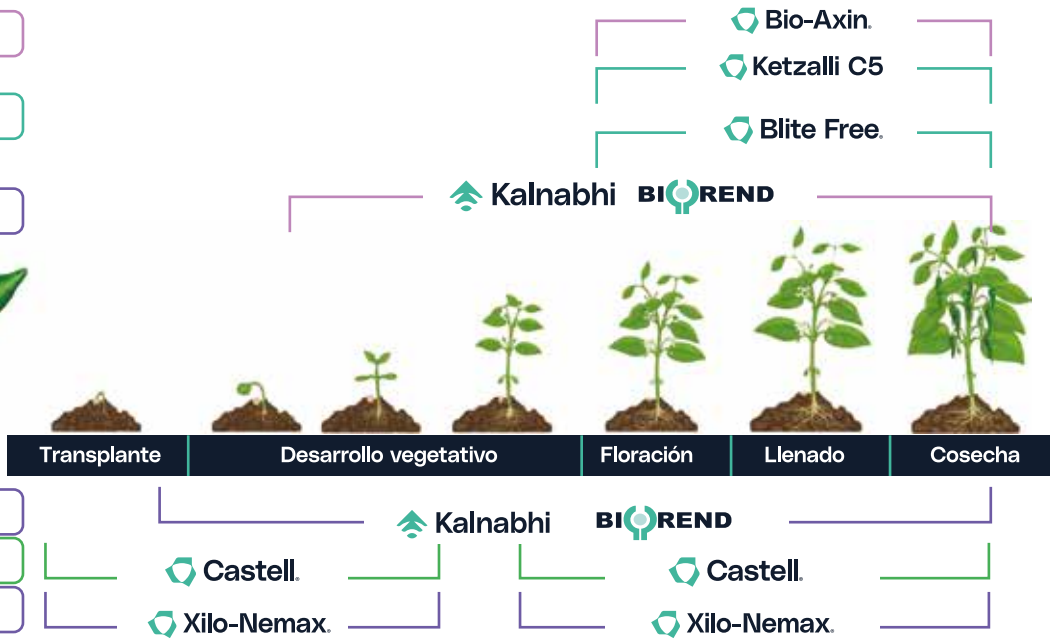 Bio-Axin.
Ketzalli C5
Blite Free.
Kalnabhi BIOREND
Transplante Desarrollo vegetativo Floración Llenado Cosecha
Kalnabhi BIOREND
Castell. Castell.
Xilo-Nemax. Xilo-Nemax.